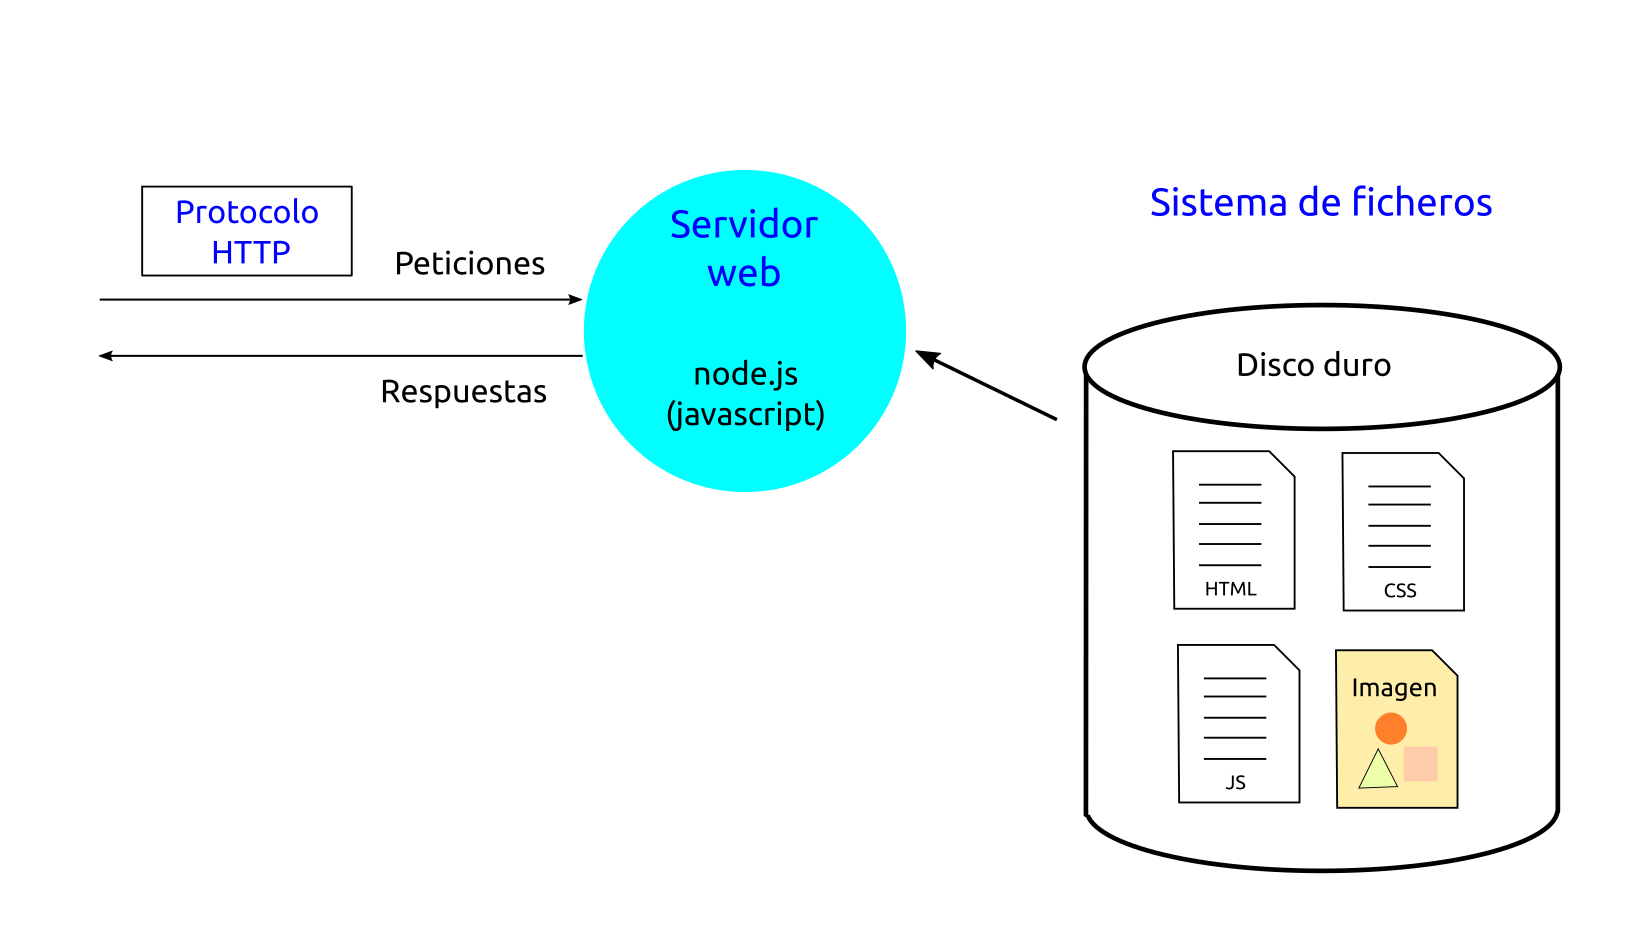 Protocolo
HTTP
Peticiones
Respuestas
Servidor
web
node.js
(javascript)
Sistema de ficheros
Disco duro
HTML
CSS
JS
Imagen